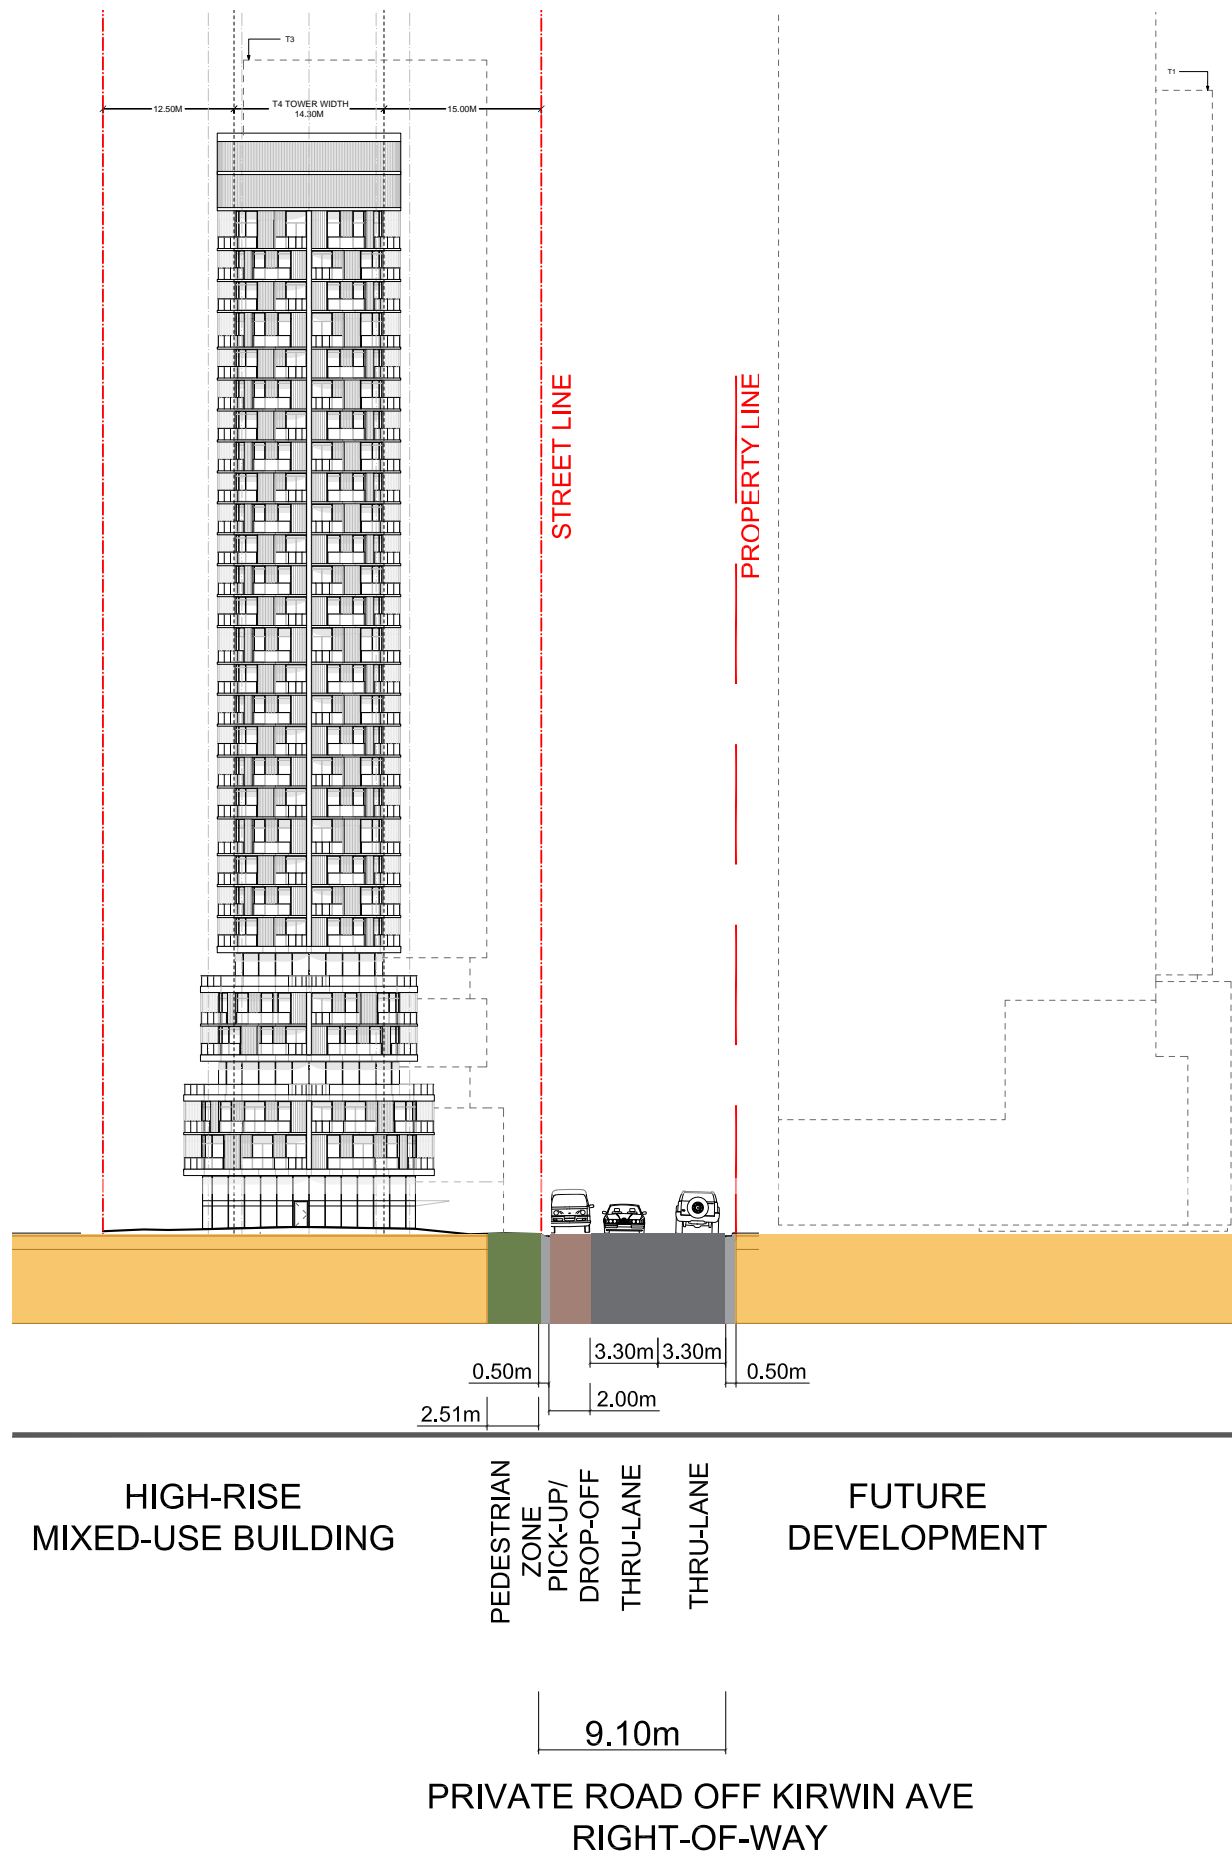 T3
T1
12.50M
T4 TOWER WIDTH
14.30M
15.00M
STREET LINE
PROPERTY LINE
3.30m
3.30m
0.50m
0.50m
2.00m
2.51m
HIGH-RISE
MIXED-USE BUILDING
PEDESTRIAN
ZONE
PICK-UP/
DROP-OFF
THRU-LANE
THRU-LANE
FUTURE
DEVELOPMENT
9.10m
PRIVATE ROAD OFF KIRWIN AVE
RIGHT-OF-WAY